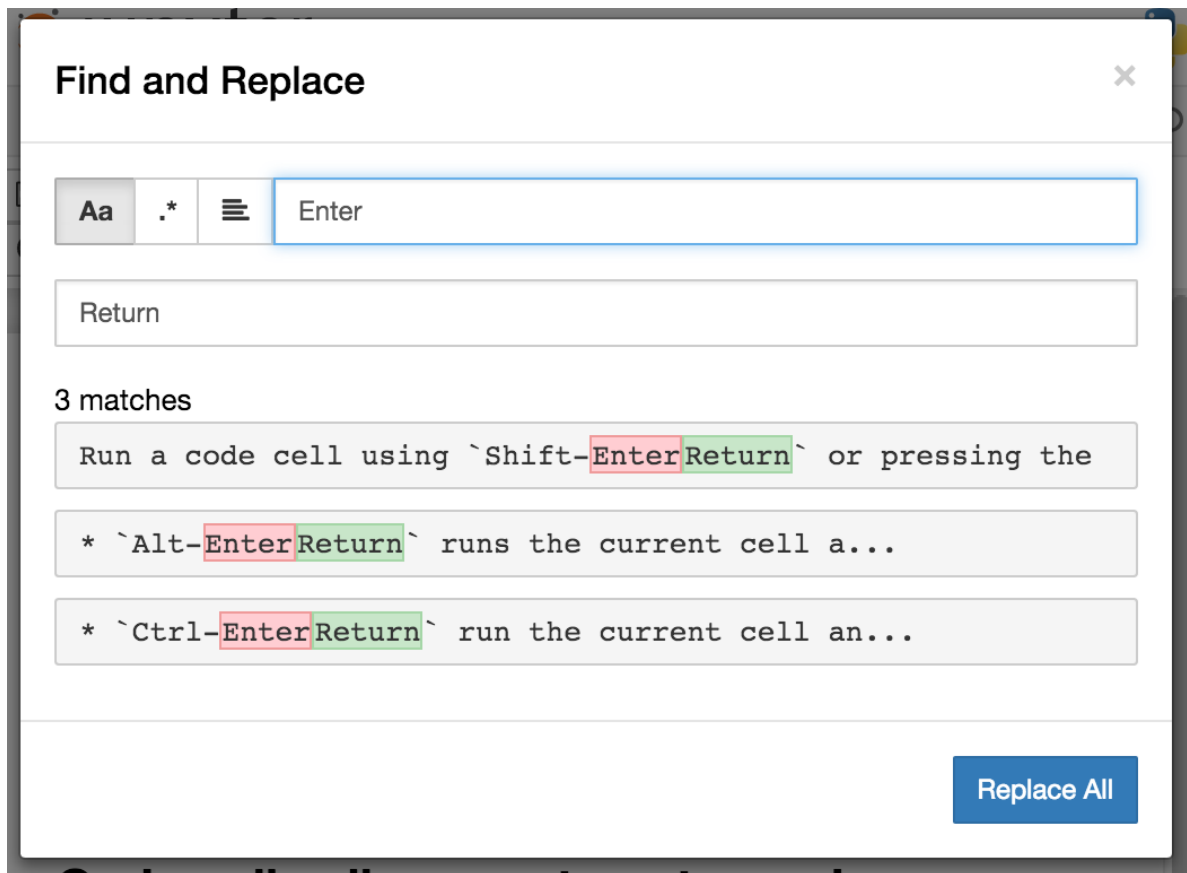 Find and Replace
×
Aa .* Enter
Return
3 matches
Run a code cell using `Shift-EnterReturn` or pressing the
* `Alt-EnterReturn` runs the current cell a...
* `Ctrl-EnterReturn` run the current cell an...
Replace All